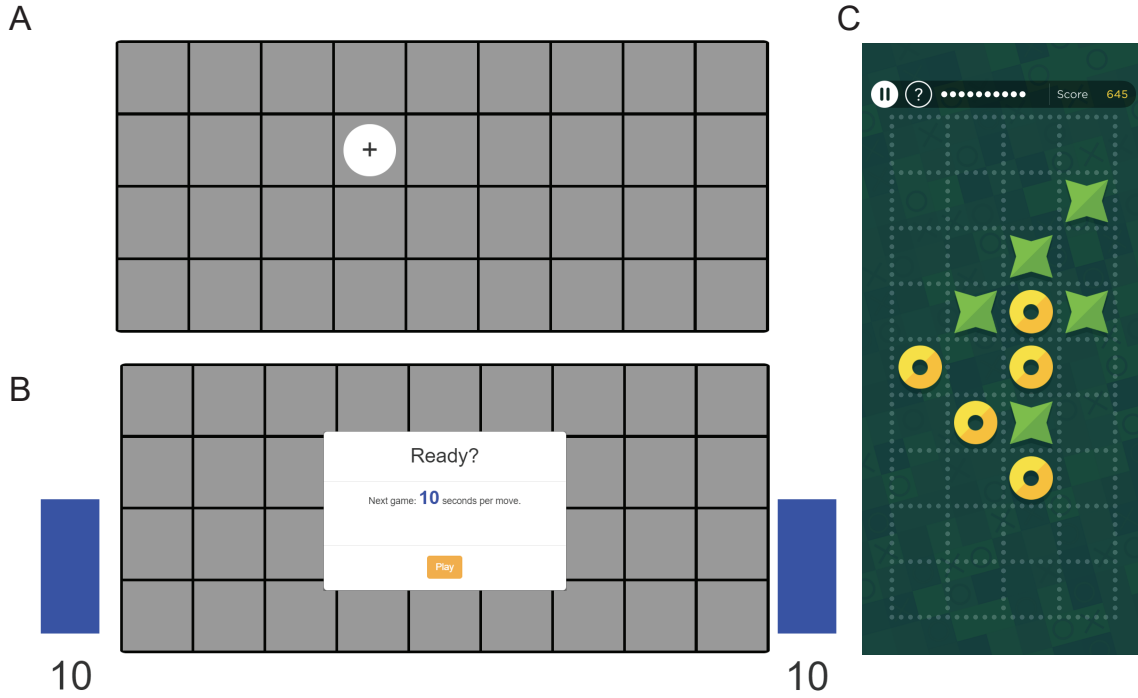 A
+
B
Ready?
Next game: 10 seconds per move.
Play
10
10
C
?
Score 645